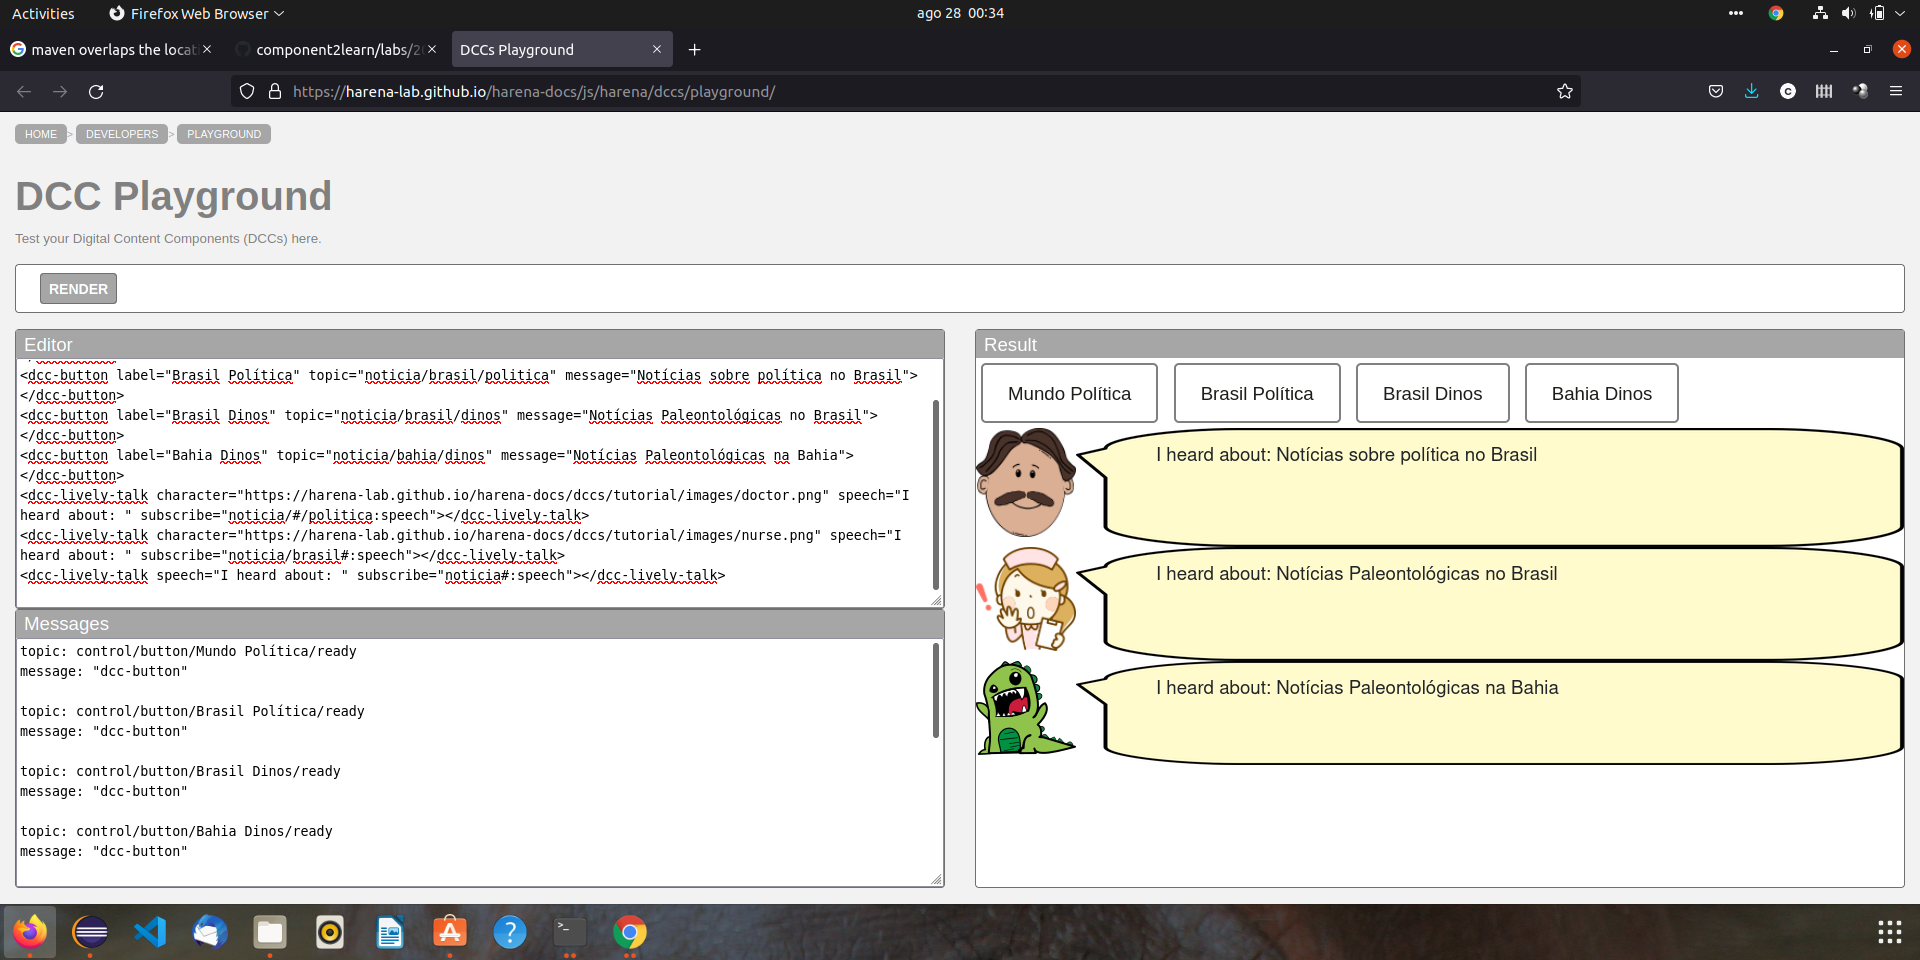 Activities
Firefox Web Browser
ago 28 00:34
maven overlaps the locat
component2learn/labs/20
DCCs Playground
https://harena-lab.github.io/harena-docs/js/harena/dccs/playground/
HOME > DEVELOPERS > PLAYGROUND
DCC Playground
Test your Digital Content Components (DCCs) here.
RENDER
Editor
<dcc-button label="Brasil Política" topic="noticia/brasil/politica" message="Notícias sobre política no Brasil">
</dcc-button>
<dcc-button label="Brasil Dinos" topic="noticia/brasil/dinos" message="Notícias Paleontológicas no Brasil">
</dcc-button>
<dcc-button label="Bahia Dinos" topic="noticia/bahia/dinos" message="Notícias Paleontológicas na Bahia">
</dcc-button>
<dcc-lively-talk character="https://harena-lab.github.io/harena-docs/dccs/tutorial/images/doctor.png" speech="I
heard about: " subscribe="noticia/#/politica:speech"></dcc-lively-talk>
<dcc-lively-talk character="https://harena-lab.github.io/harena-docs/dccs/tutorial/images/nurse.png" speech="I
heard about: " subscribe="noticia/brasil#:speech"></dcc-lively-talk>
<dcc-lively-talk speech="I heard about: " subscribe="noticia#:speech"></dcc-lively-talk>
Messages
topic: control/button/Mundo Política/ready
message: "dcc-button"
topic: control/button/Brasil Política/ready
message: "dcc-button"
topic: control/button/Brasil Dinos/ready
message: "dcc-button"
topic: control/button/Bahia Dinos/ready
message: "dcc-button"
Result
Mundo Política
Brasil Política
Brasil Dinos
Bahia Dinos
I heard about: Notícias sobre política no Brasil
I heard about: Notícias Paleontológicas no Brasil
I heard about: Notícias Paleontológicas na Bahia